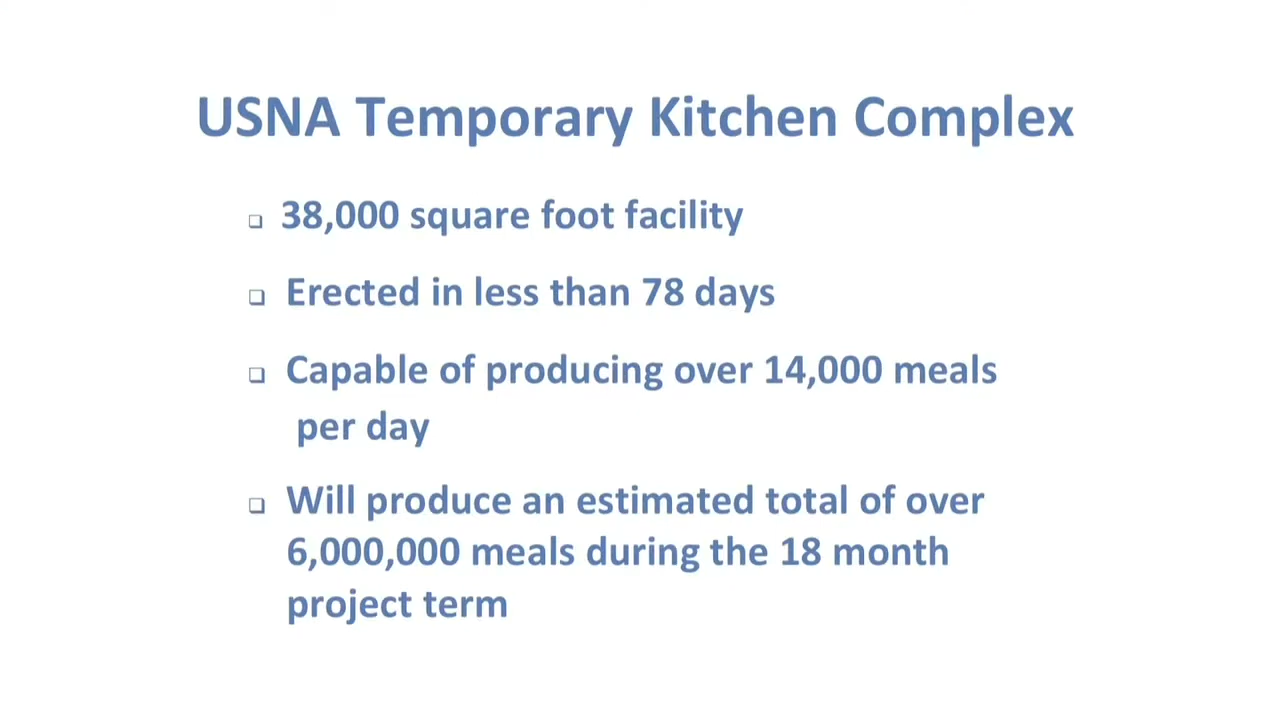 USNA Temporary Kitchen Complex
38,000 square foot facility
Erected in less than 78 days
Capable of producing over 14,000 meals
per day
Will produce an estimated total of over
6,000,000 meals during the 18 month
project term